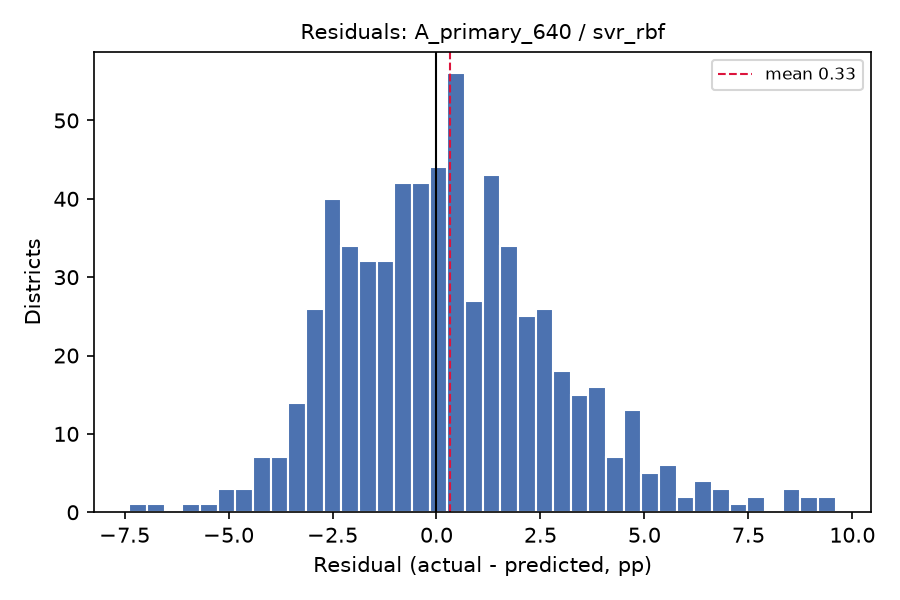 Residuals: A_primary_640 / svr_rbf
mean 0.33
50
40
30
20
10
0
Districts
−7.5 −5.0 −2.5 0.0 2.5 5.0 7.5 10.0
Residual (actual - predicted, pp)